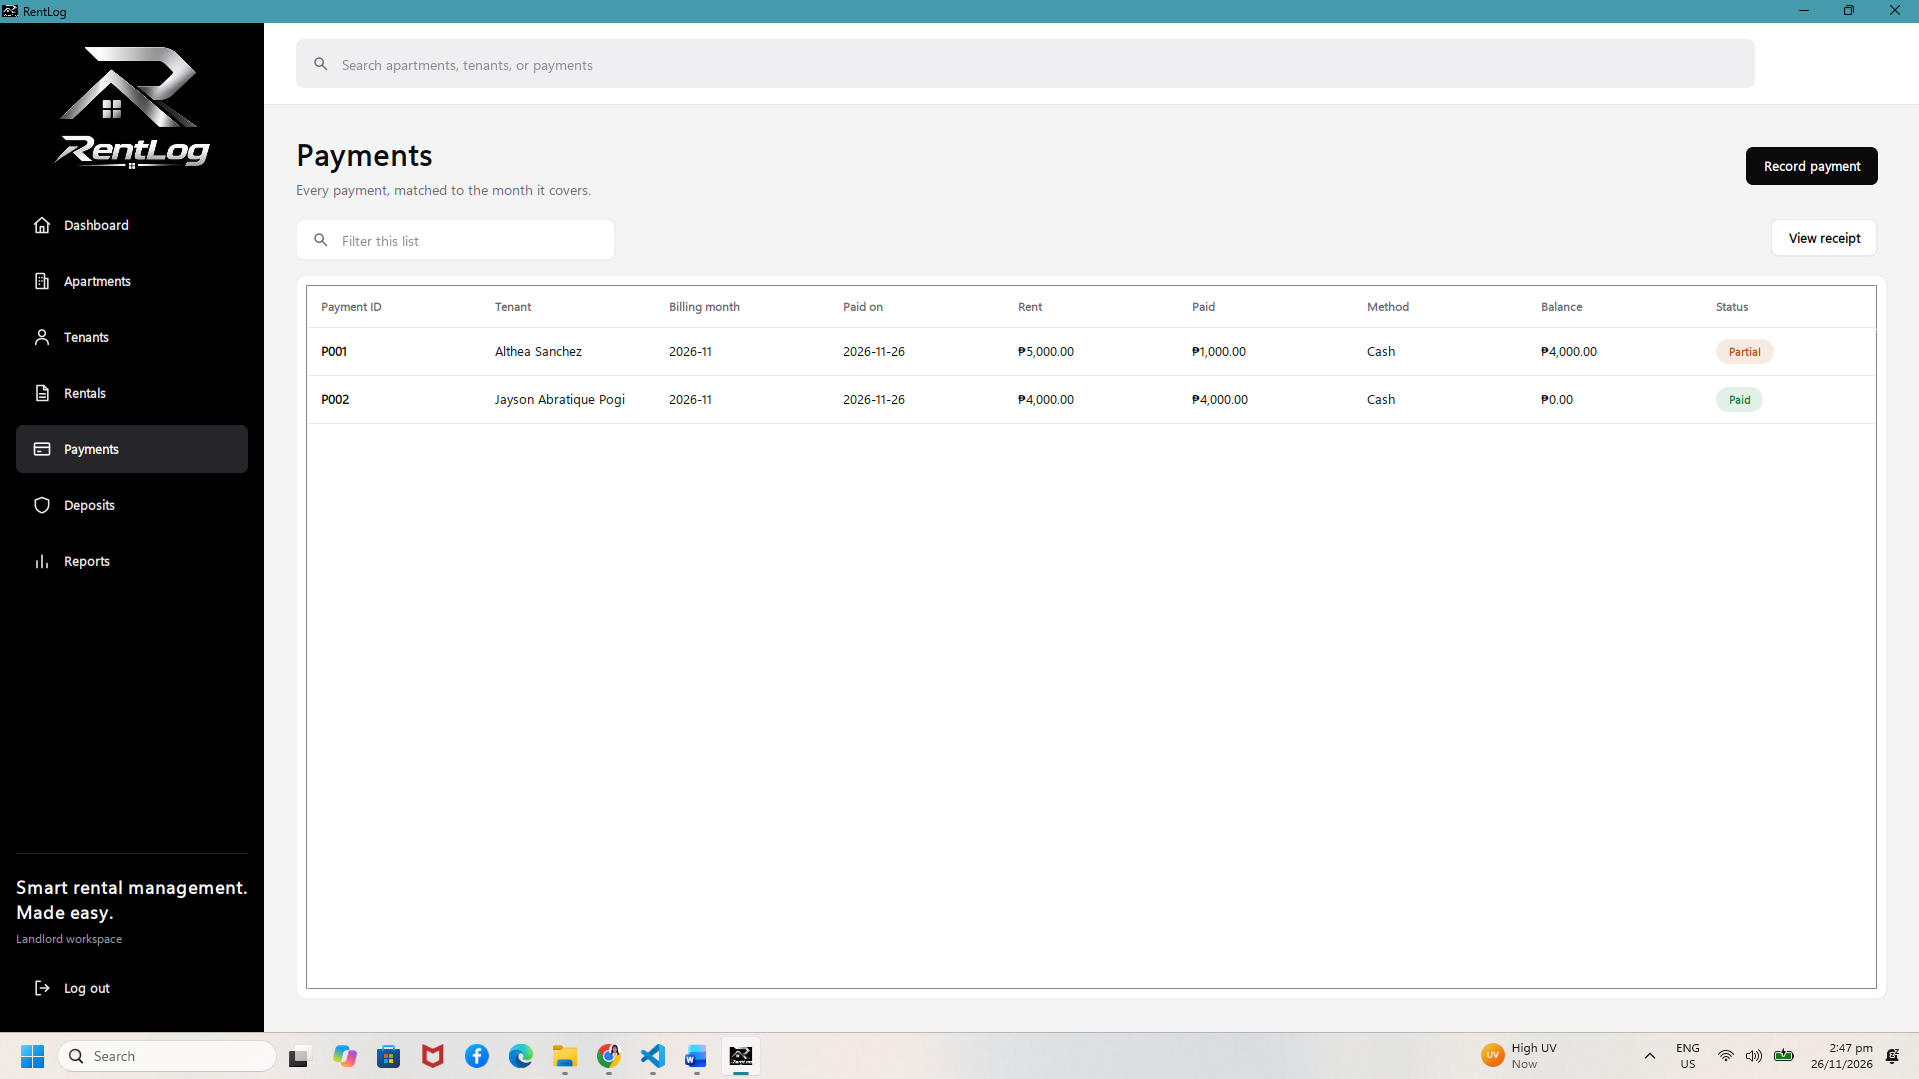 RentLog
RentLog
Search apartments, tenants, or payments
Payments
Every payment, matched to the month it covers.
Record payment
Filter this list
View receipt
Dashboard
Apartments
Tenants
Rentals
Payments
Deposits
Reports
Payment ID Tenant Billing month Paid on Rent Paid Method Balance Status
P001 Althea Sanchez 2026-11 2026-11-26 ₱5,000.00 ₱1,000.00 Cash ₱4,000.00 Partial
P002 Jayson Abratique Pogi 2026-11 2026-11-26 ₱4,000.00 ₱4,000.00 Cash ₱0.00 Paid
Smart rental management.
Made easy.
Landlord workspace
Log out
Search
UV
High UV
Now
ENG
US
2:47 pm
26/11/2026